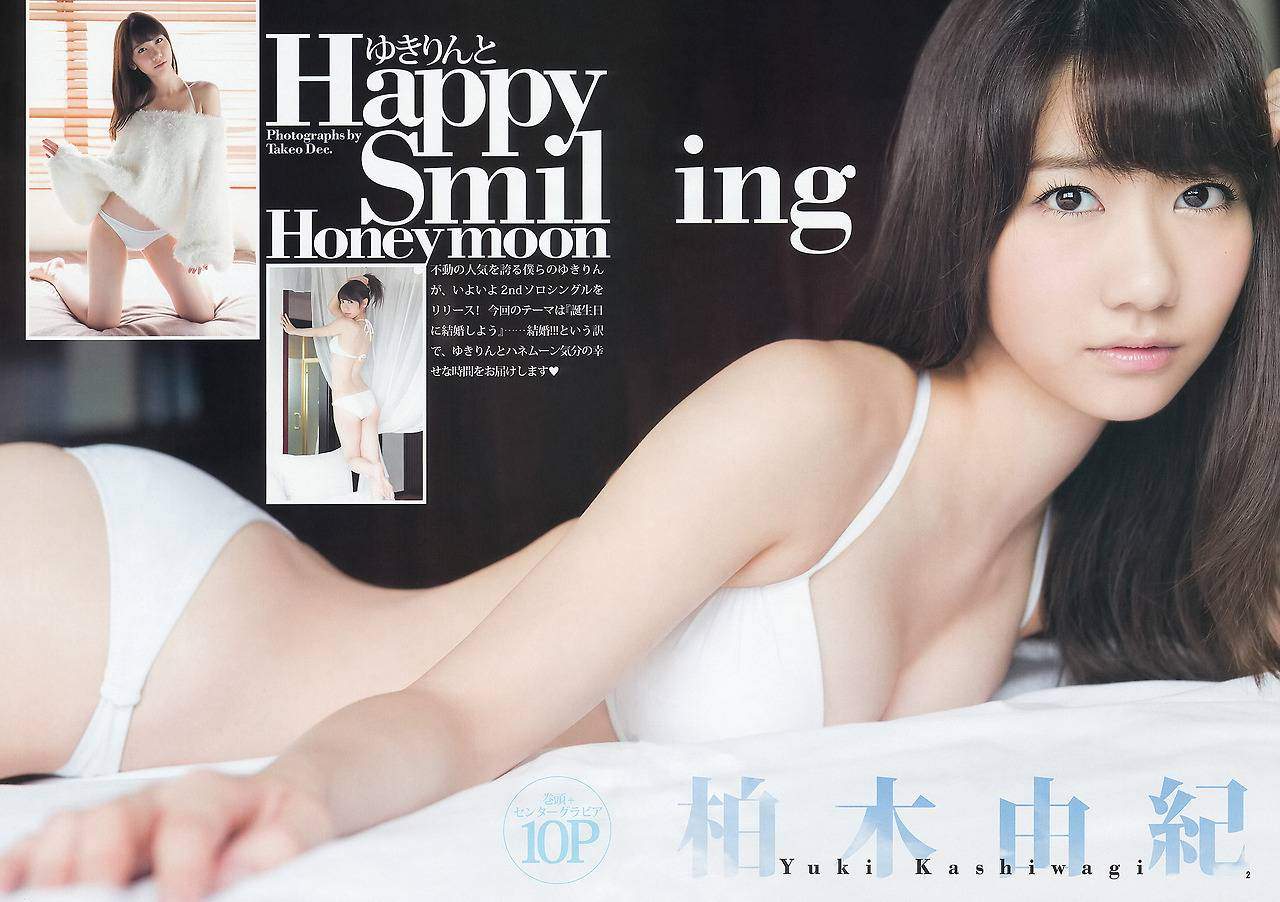 ゆきりんと
Happy
Photographs by
Takeo Dec.
Smil ing
Honeymoon
不動の人気を誇る僕らのゆきりん
が、いよいよ2ndソロシングルを
リリース! 今回のテーマは『誕生日
に結婚しよう』……結婚!!!という訳
で、ゆきりんとハネムーン気分の幸
せな時間をお届けします♥
巻頭+
センターグラビア
10P
柏木由紀
Yuki Kashiwagi
2